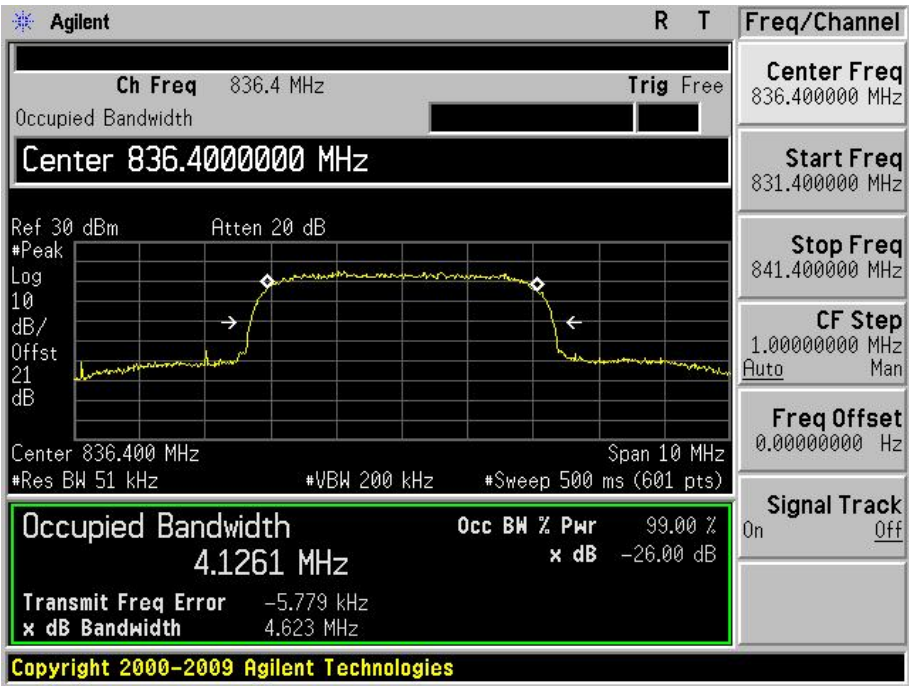 Agilent
R T
Freq/Channel
Ch Freq 836.4 MHz
Trig Free
Occupied Bandwidth
Center 836.4000000 MHz
Ref 30 dBm
Atten 20 dB
#Peak
Log
10
dB/
Offst
21
dB
Center 836.400 MHz
Span 10 MHz
#Res BW 51 kHz
#VBW 200 kHz
#Sweep 500 ms (601 pts)
Occupied Bandwidth
4.1261 MHz
Occ BW % Pwr 99.00 %
x dB -26.00 dB
Transmit Freq Error -5.779 kHz
x dB Bandwidth 4.623 MHz
Center Freq
836.400000 MHz
Start Freq
831.400000 MHz
Stop Freq
841.400000 MHz
CF Step
1.00000000 MHz
Auto Man
Freq Offset
0.00000000 Hz
Signal Track
On Off
Copyright 2000-2009 Agilent Technologies